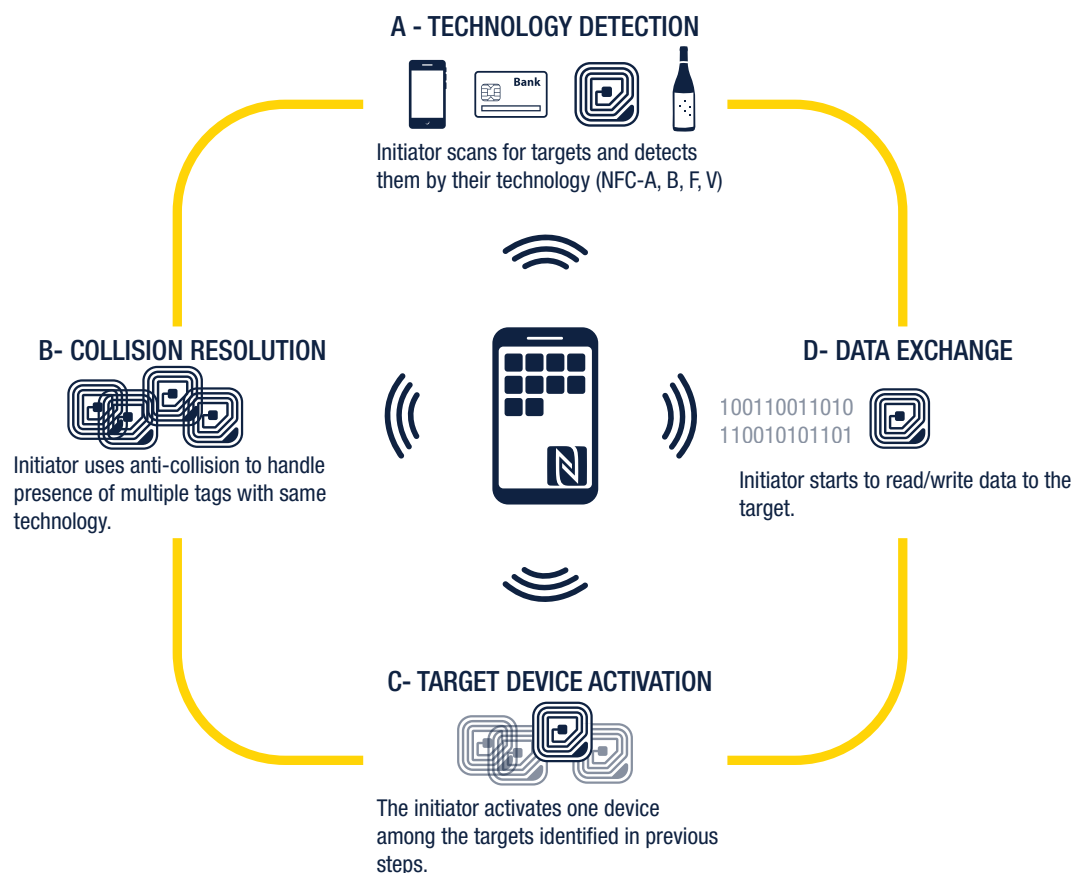 A - TECHNOLOGY DETECTION
Bank
Initiator scans for targets and detects
them by their technology (NFC-A, B, F, V)
B- COLLISION RESOLUTION
Initiator uses anti-collision to handle
presence of multiple tags with same
technology.
D- DATA EXCHANGE
100110011010
110010101101
Initiator starts to read/write data to the
target.
C- TARGET DEVICE ACTIVATION
The initiator activates one device
among the targets identified in previous
steps.